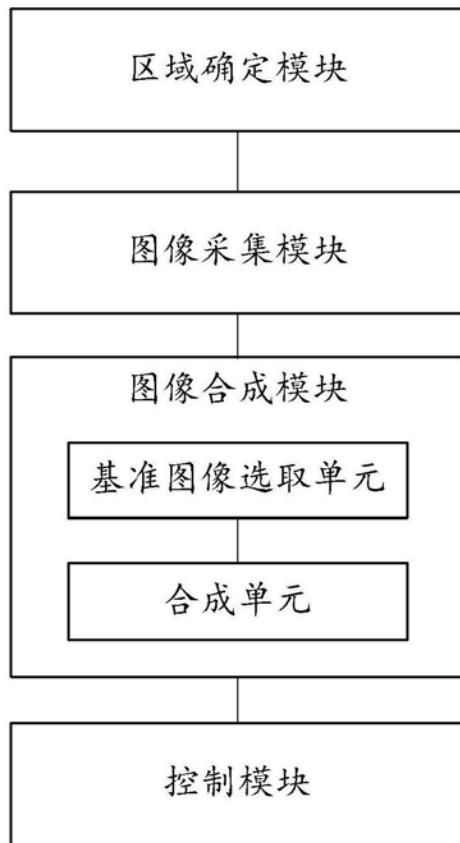 区域确定模块
图像采集模块
图像合成模块
基准图像选取单元
合成单元
控制模块